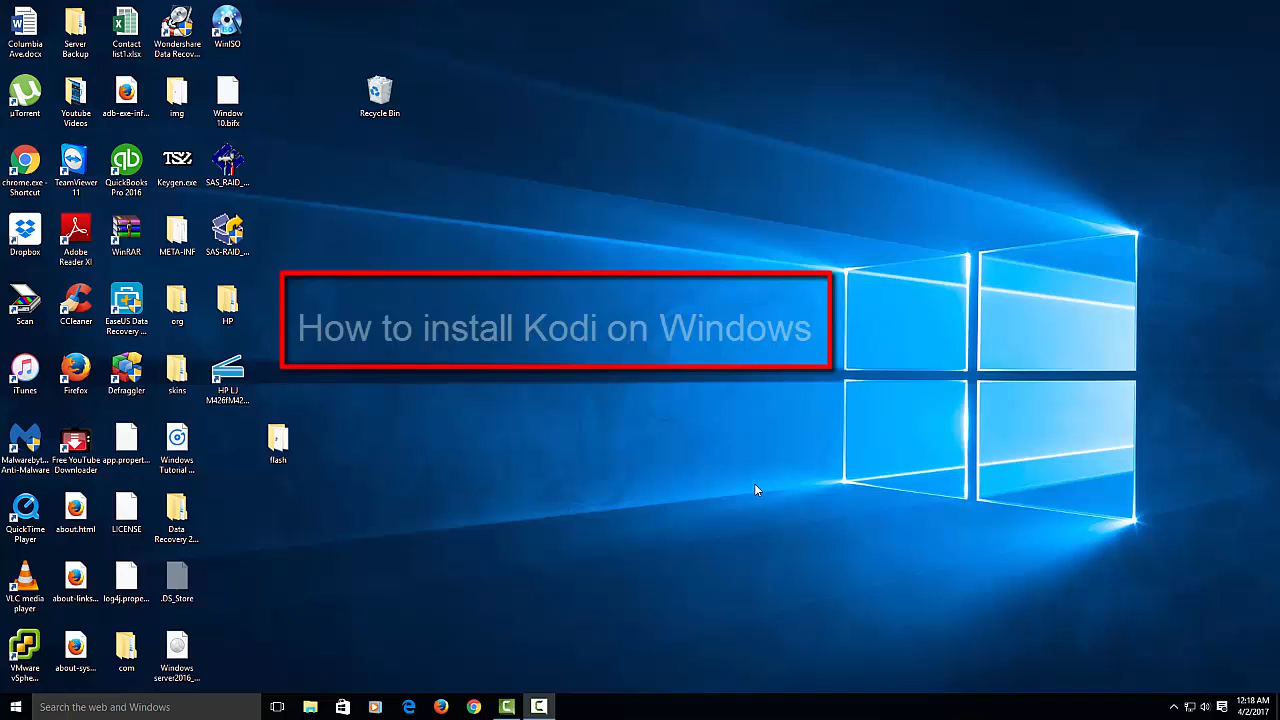 Columbia
Ave.docx
Server
Backup
Contact
list1.xlsx
Wondershare
Data Recov...
WinISO
µTorrent
Youtube
Videos
adb-exe-inf...
img
Window
10.bifx
Recycle Bin
chrome.exe -
Shortcut
TeamViewer
11
QuickBooks
Pro 2016
TSZ
Keygen.exe
SAS_RAID_...
Dropbox
Adobe
Reader XI
WinRAR
META-INF
SAS-RAID_...
Scan
CCleaner
EaseUS Data
Recovery ...
org
HP
How to install Kodi on Windows
iTunes
Firefox
Defraggler
skins
HP LJ
M426fM42...
Malwareby...
Anti-Malware
Free YouTube
Downloader
app.propert...
Windows
Tutorial ...
flash
QuickTime
Player
about.html
LICENSE
Data
Recovery 2...
VLC media
player
about-links...
log4j.prope...
.DS_Store
VMware
vSphe...
about-sys...
com
Windows
server2016_...
Search the web and Windows
12:18 AM
4/2/2017